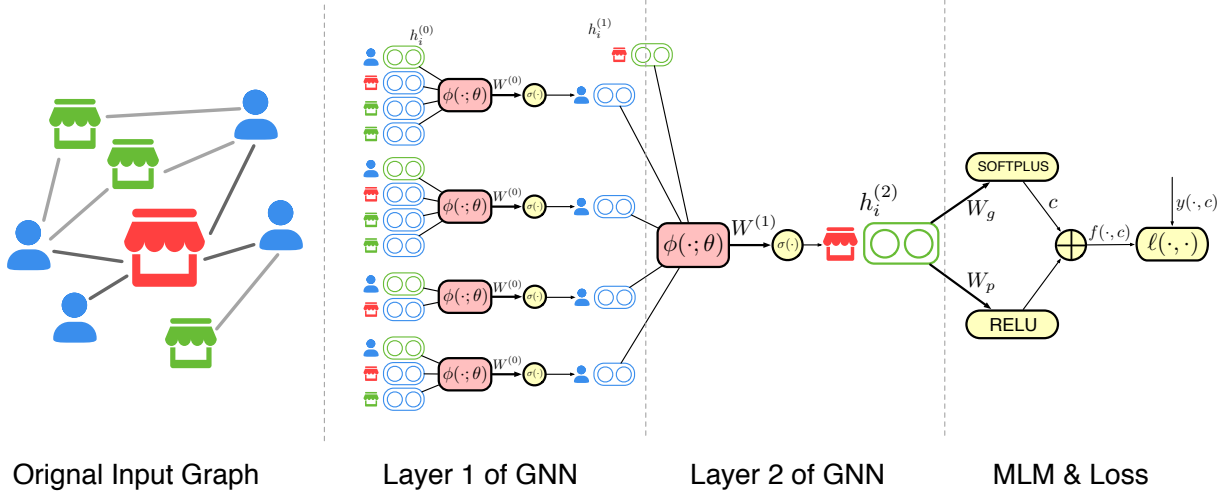 h_i^{(0)}
h_i^{(1)}
ϕ(·;θ) W^{(0)} σ(·)
ϕ(·;θ) W^{(0)} σ(·)
ϕ(·;θ) W^{(0)} σ(·)
ϕ(·;θ) W^{(0)} σ(·)
ϕ(·;θ) W^{(1)} σ(·)
h_i^{(2)}
SOFTPLUS
W_g
c
W_p
RELU
f(·,c)
y(·,c)
ℓ(·,·)
Orignal Input Graph
Layer 1 of GNN
Layer 2 of GNN
MLM & Loss